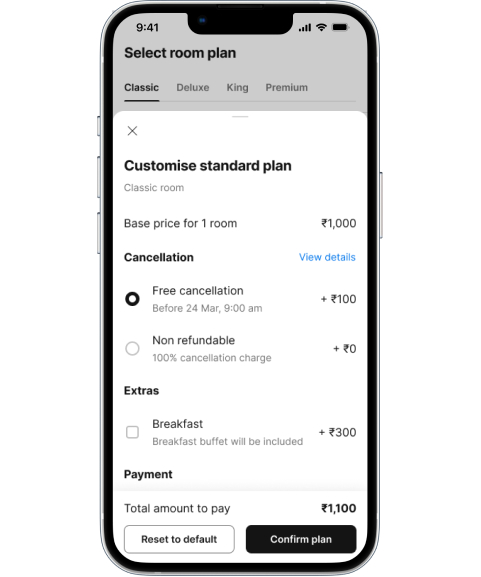 9:41
Select room plan
Classic Deluxe King Premium
Customise standard plan
Classic room
Base price for 1 room ₹1,000
Cancellation View details
Free cancellation
+ ₹100
Before 24 Mar, 9:00 am
Non refundable
+ ₹0
100% cancellation charge
Extras
Breakfast
+ ₹300
Breakfast buffet will be included
Payment
Total amount to pay ₹1,100
Reset to default Confirm plan